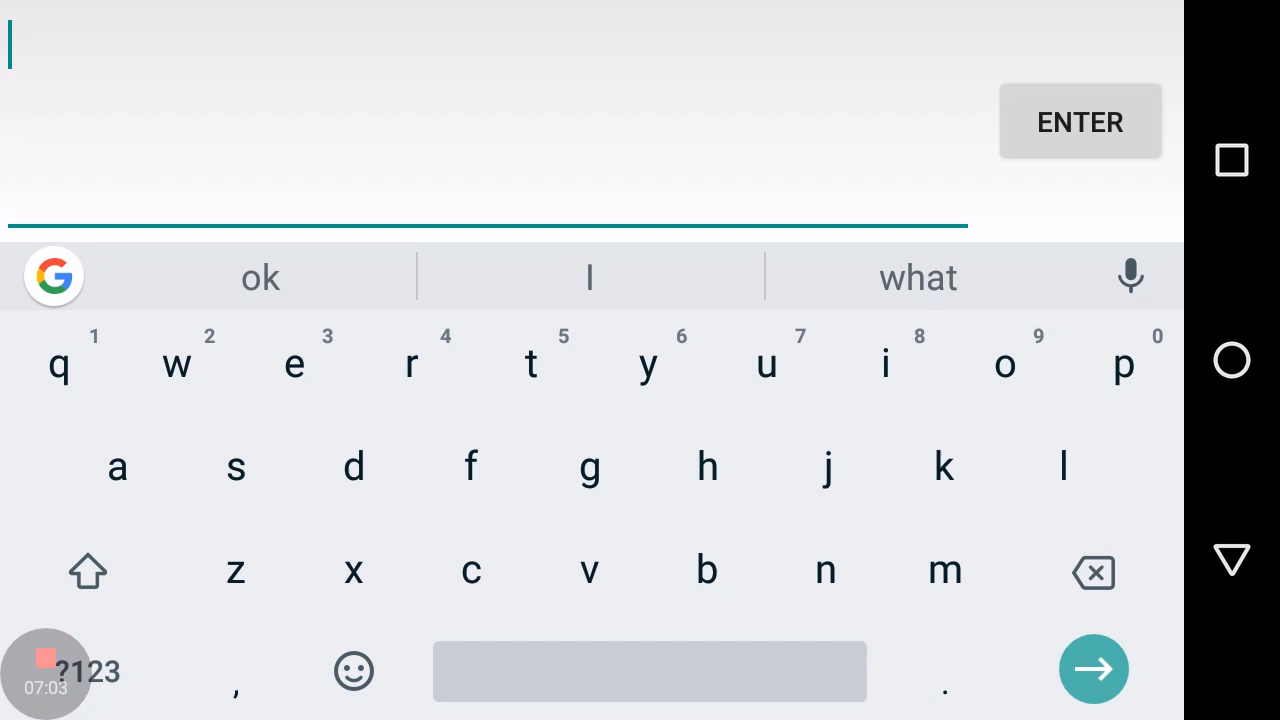 ENTER
ok I what
1 2 3 4 5 6 7 8 9 0
q w e r t y u i o p
a s d f g h j k l
z x c v b n m
?123 , .
07:03